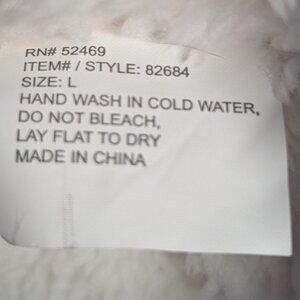 RN# 52469
ITEM# / STYLE: 82684
SIZE: L
HAND WASH IN COLD WATER,
DO NOT BLEACH,
LAY FLAT TO DRY
MADE IN CHINA